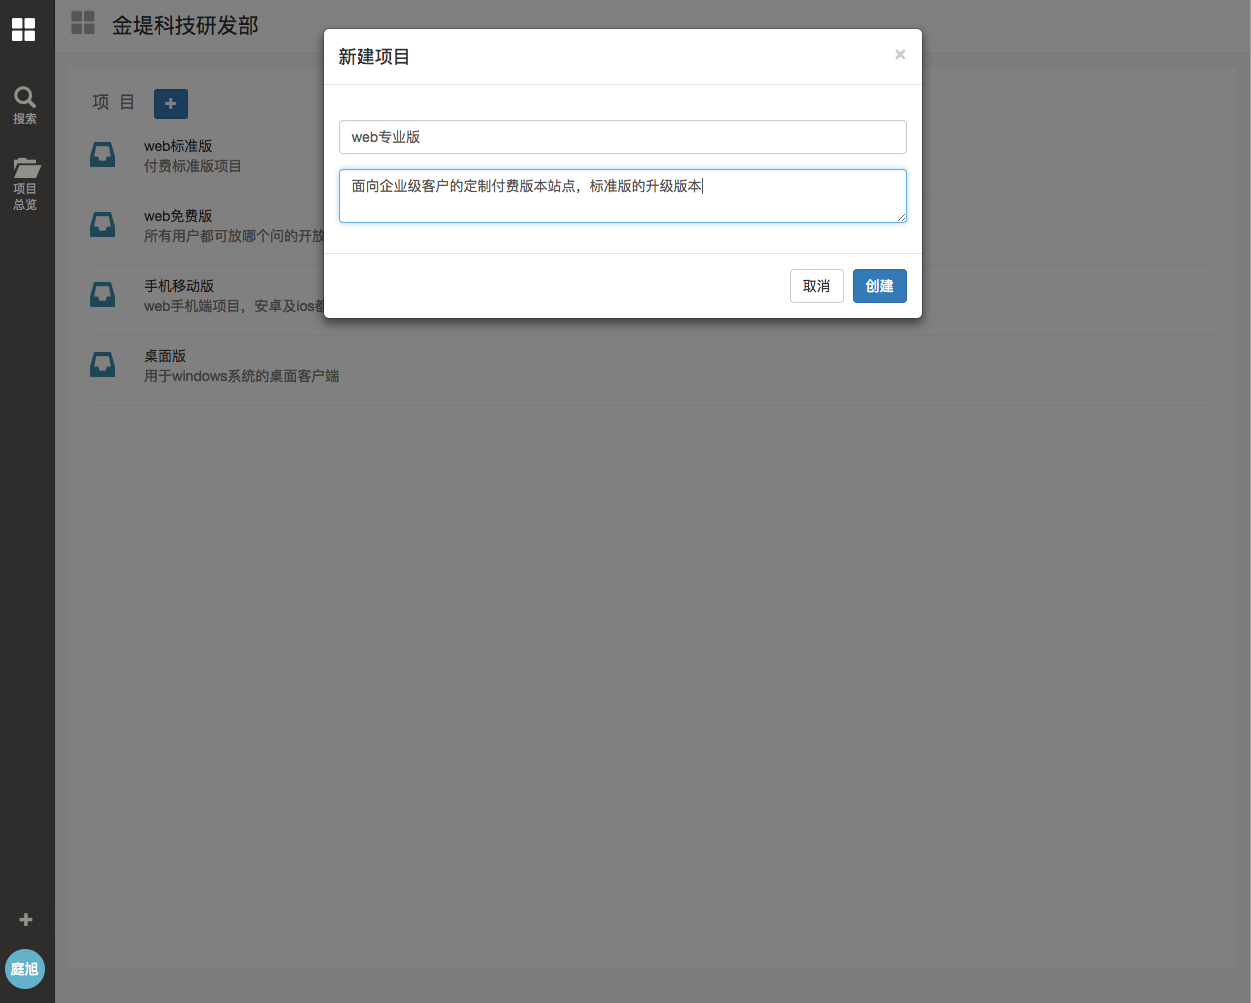 金堤科技研发部
搜索
项目
总览
庭旭
项 目
web标准版
付费标准版项目
web免费版
所有用户都可放哪个问的开放
手机移动版
web手机端项目，安卓及ios都
桌面版
用于windows系统的桌面客户端
新建项目
×
web专业版
面向企业级客户的定制付费版本站点，标准版的升级版本
取消
创建